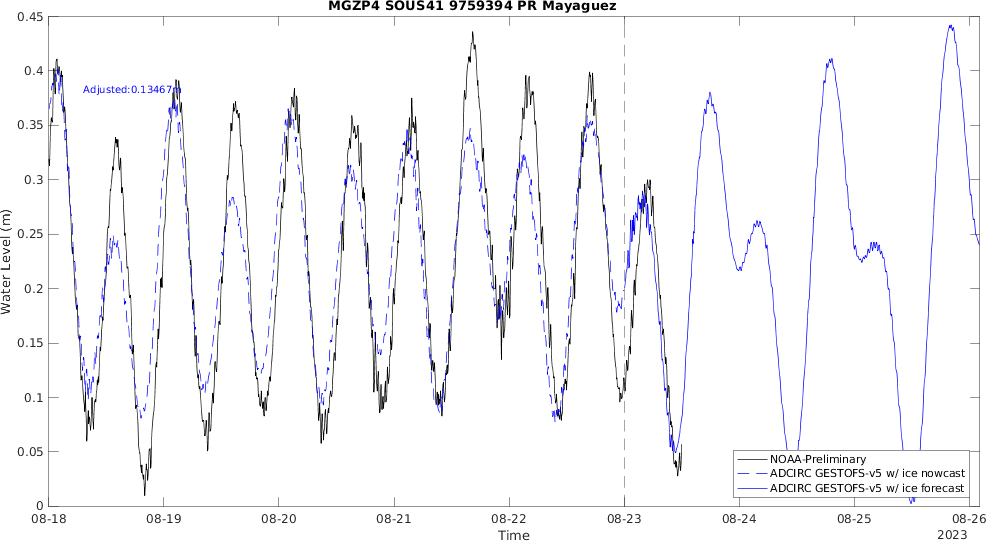 MGZP4 SOUS41 9759394 PR Mayaguez
0.45
0.4
0.35
0.3
0.25
0.2
0.15
0.1
0.05
0
Water Level (m)
Adjusted:0.13467m
NOAA-Preliminary
ADCIRC GESTOFS-v5 w/ ice nowcast
ADCIRC GESTOFS-v5 w/ ice forecast
08-18 08-19 08-20 08-21 08-22 08-23 08-24 08-25 08-26
Time
2023